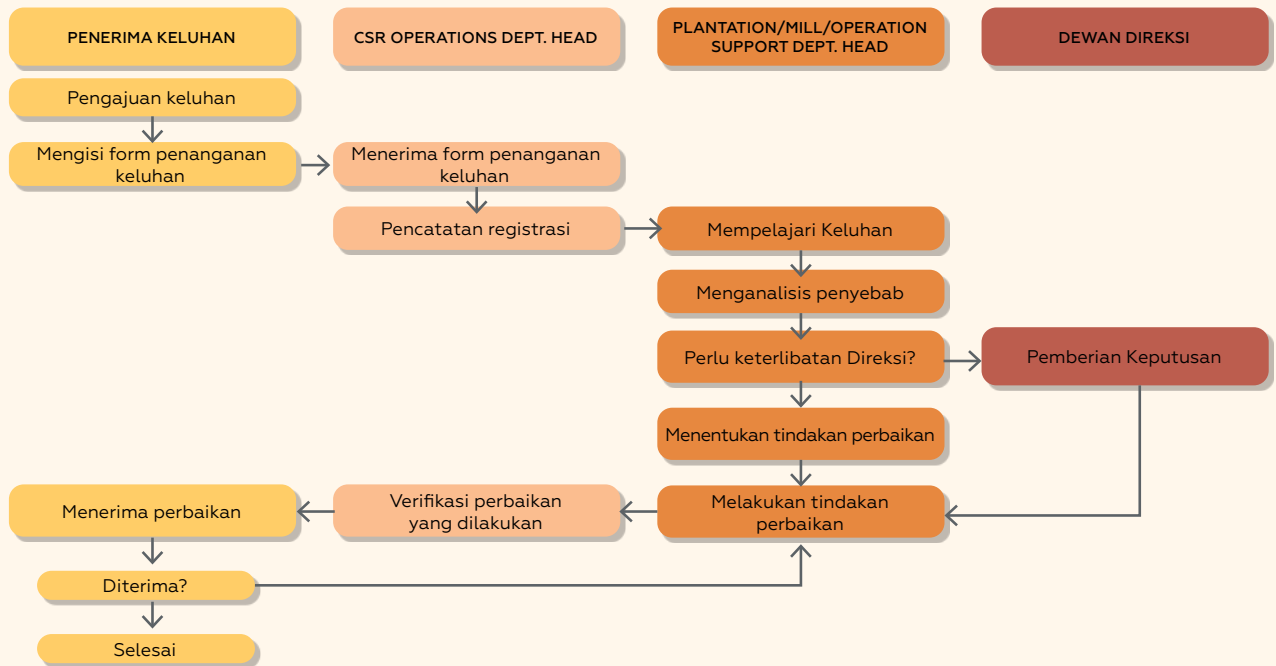 PENERIMA KELUHAN
CSR OPERATIONS DEPT. HEAD
PLANTATION/MILL/OPERATION
SUPPORT DEPT. HEAD
DEWAN DIREKSI
Pengajuan keluhan
Mengisi form penanganan
keluhan
Menerima form penanganan
keluhan
Pencatatan registrasi
Mempelajari Keluhan
Menganalisis penyebab
Perlu keterlibatan Direksi?
Pemberian Keputusan
Menentukan tindakan perbaikan
Melakukan tindakan
perbaikan
Verifikasi perbaikan
yang dilakukan
Menerima perbaikan
Diterima?
Selesai